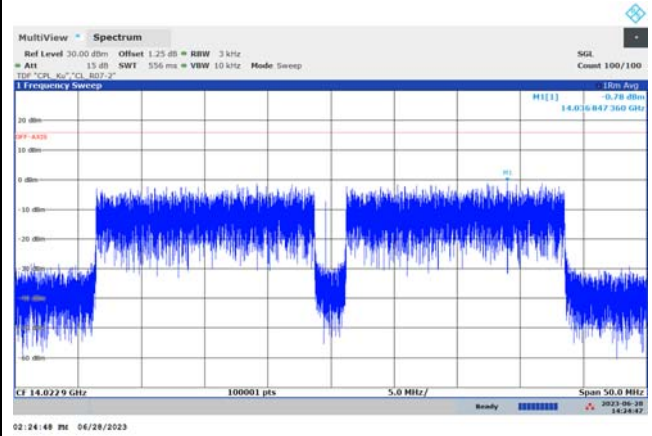 MultiView Spectrum
Ref Level 30.00 dBm Offset 1.25 dB RBW 3 kHz SGL
Att 15 dB SWT 556 ms VBW 10 kHz Mode Sweep Count 100/100
TDF "CPL_Ku","CL_R07-2"
1 Frequency Sweep 1Rm Avg
M1[1] -0.78 dBm
14.036 847 360 GHz
20 dBm
OFF-AXIS
10 dBm
M1
0 dBm
-10 dBm
-20 dBm
-30 dBm
-40 dBm
-60 dBm
CF 14.0229 GHz 100001 pts 5.0 MHz/ Span 50.0 MHz
Ready 2023-06-28
14:24:47
02:24:48 PM 06/28/2023